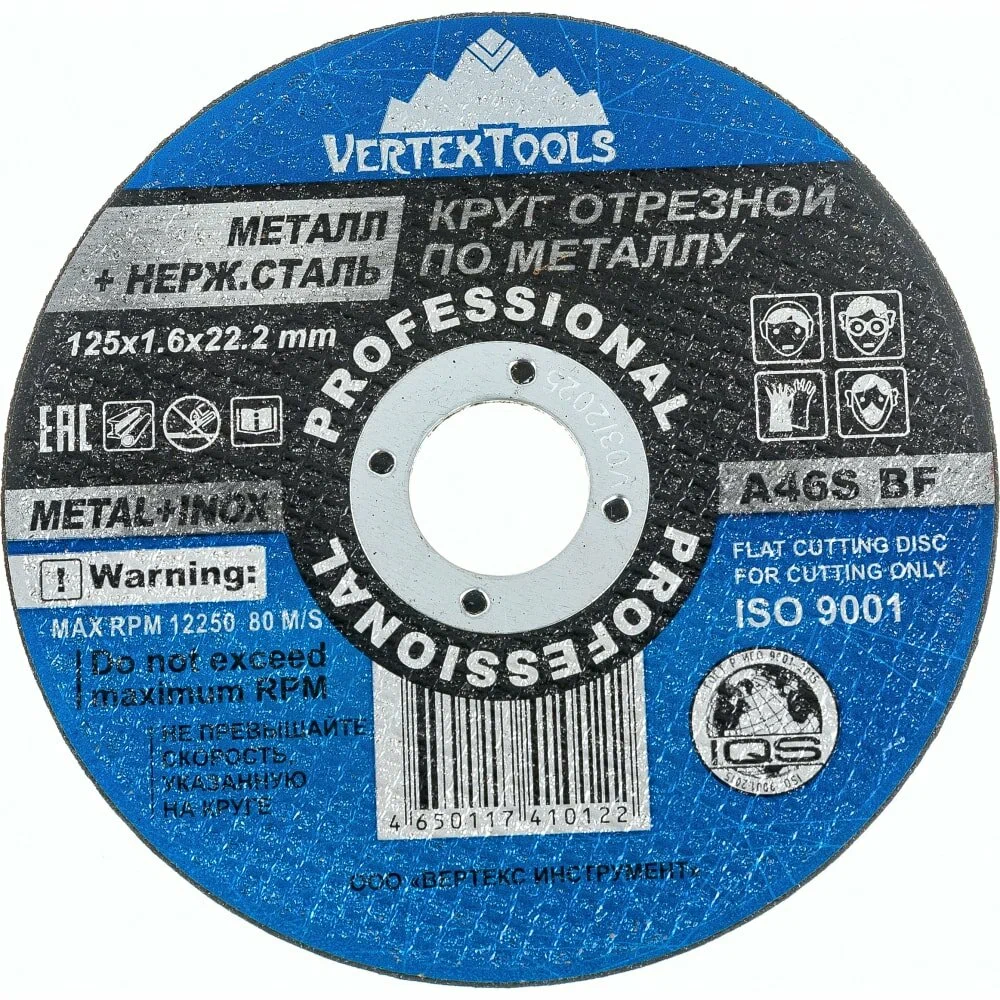 VERTEXTOOLS
МЕТАЛЛ
+ НЕРЖ.СТАЛЬ
КРУГ ОТРЕЗНОЙ
ПО МЕТАЛЛУ
125x1.6x22.2 mm
PROFESSIONAL
V 03/2025
EAC
METAL+INOX
A46S BF
! Warning:
MAX RPM 12250 80 M/S
Do not exceed
maximum RPM
НЕ ПРЕВЫШАЙТЕ
СКОРОСТЬ,
УКАЗАННУЮ
НА КРУГЕ
PROFESSIONAL
FLAT CUTTING DISC
FOR CUTTING ONLY
ISO 9001
IQS
4 650117 410122
ООО «ВЕРТЕКС ИНСТРУМЕНТ»